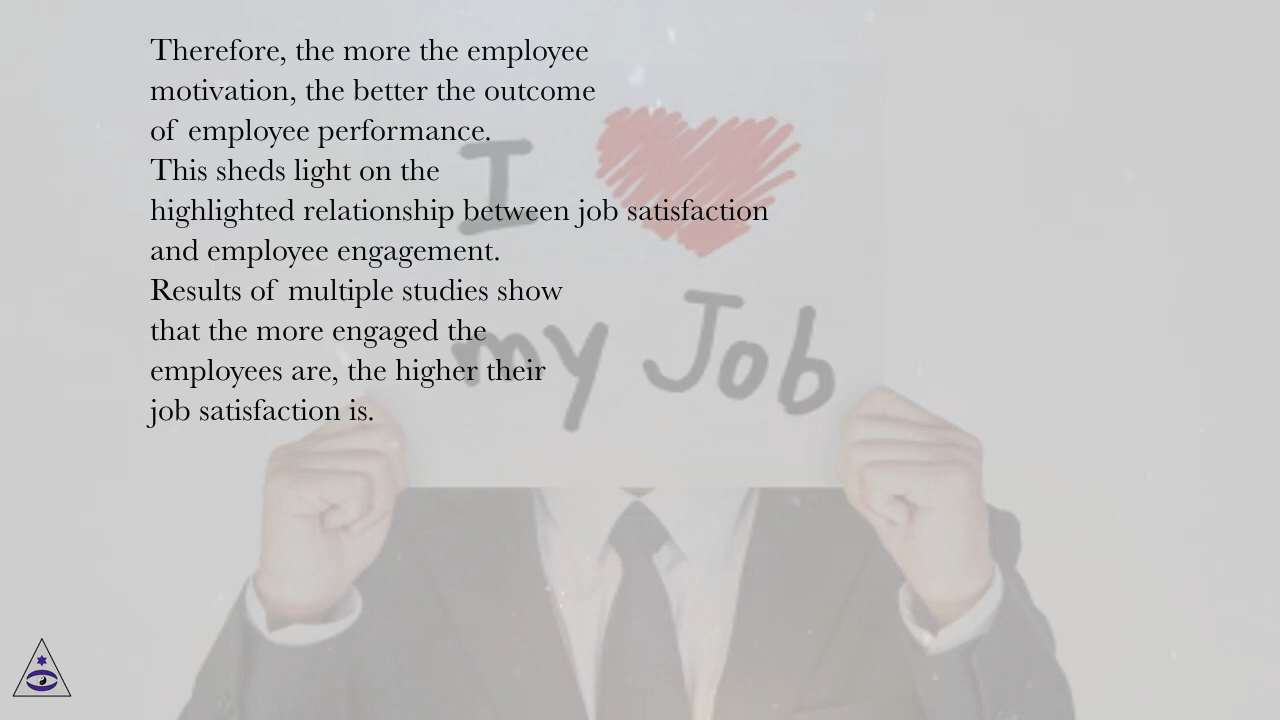 Therefore, the more the employee
motivation, the better the outcome
of employee performance.
This sheds light on the
highlighted relationship between job satisfaction
and employee engagement.
Results of multiple studies show
that the more engaged the
employees are, the higher their
job satisfaction is.
I
my Job